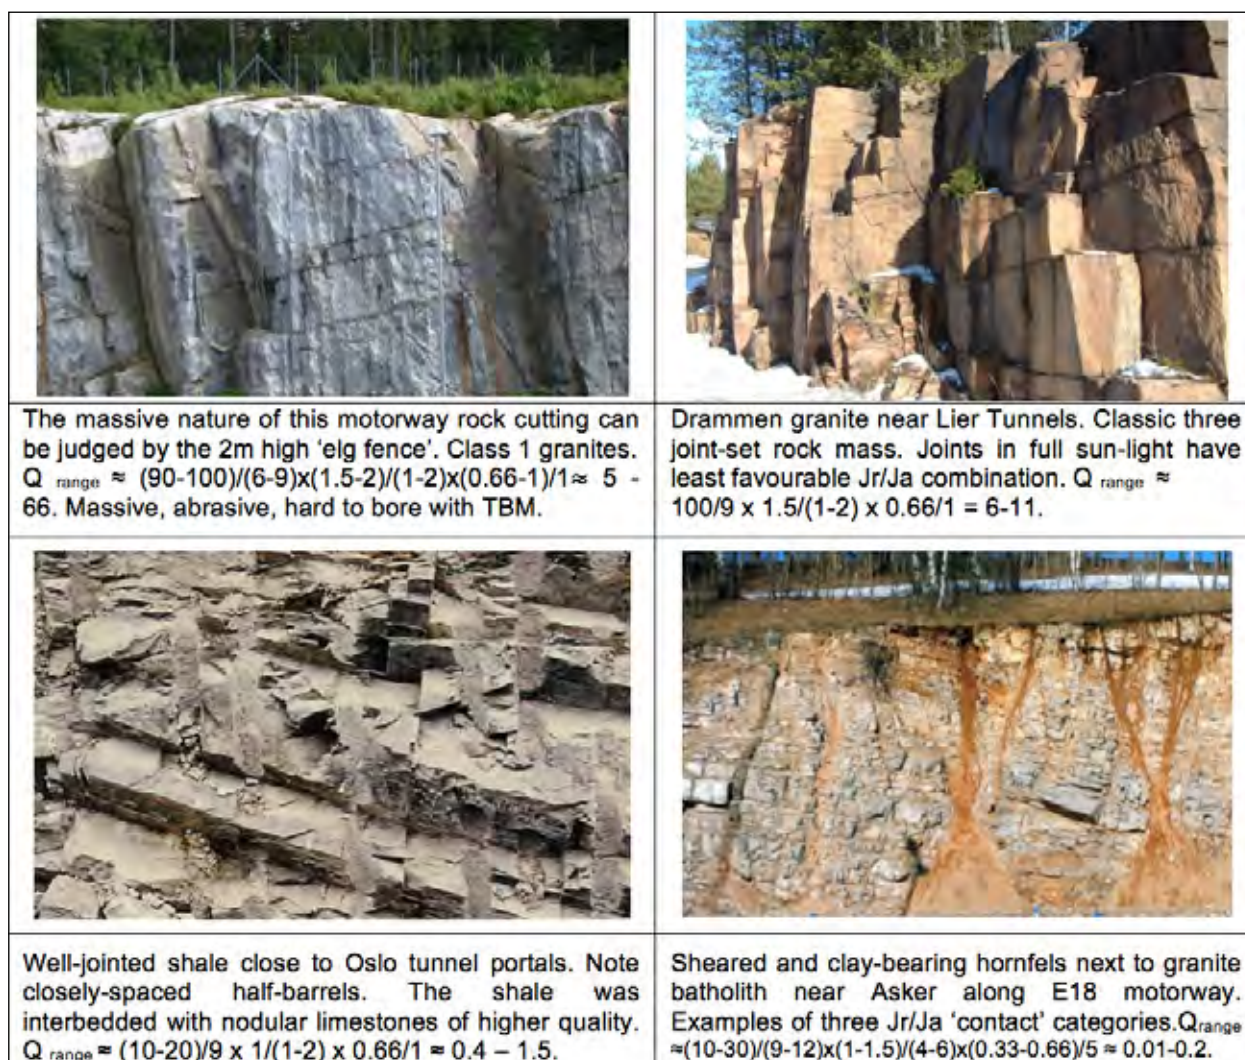 The massive nature of this motorway rock cutting can
be judged by the 2m high ‘elg fence’. Class 1 granites.
Q range ≈ (90-100)/(6-9)x(1.5-2)/(1-2)x(0.66-1)/1≈ 5 -
66. Massive, abrasive, hard to bore with TBM.
Drammen granite near Lier Tunnels. Classic three
joint-set rock mass. Joints in full sun-light have
least favourable Jr/Ja combination. Q range ≈
100/9 x 1.5/(1-2) x 0.66/1 = 6-11.
Well-jointed shale close to Oslo tunnel portals. Note
closely-spaced half-barrels. The shale was
interbedded with nodular limestones of higher quality.
Q range ≈ (10-20)/9 x 1/(1-2) x 0.66/1 ≈ 0.4 – 1.5.
Sheared and clay-bearing hornfels next to granite
batholith near Asker along E18 motorway.
Examples of three Jr/Ja ‘contact’ categories.Qrange
≈(10-30)/(9-12)x(1-1.5)/(4-6)x(0.33-0.66)/5 ≈ 0.01-0.2.